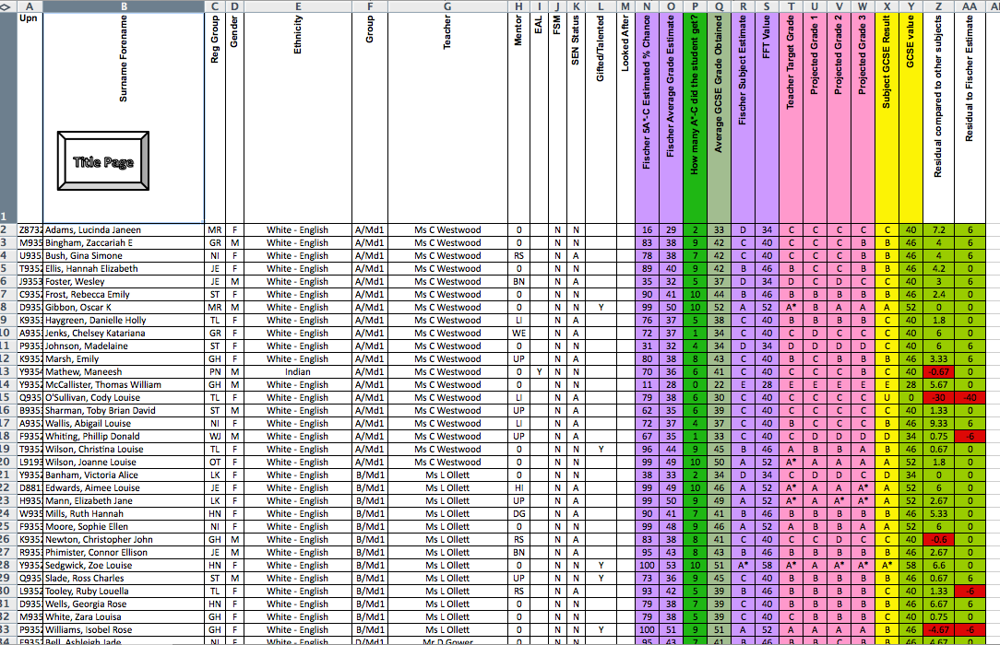 A B C D E F G H I J K L M N O P Q R S T U V W X Y Z AA
Upn Surname Forename Reg Group Gender Ethnicity Group Teacher Mentor EAL FSM SEN Status Gifted/Talented Looked After Fischer 5A*-C Estimated % Chance Fischer Average Grade Estimate How many A*-C did the student get? Average GCSE Grade Obtained Fischer Subject Estimate FFT Value Teacher Target Grade Projected Grade 1 Projected Grade 2 Projected Grade 3 Subject GCSE Result GCSE value Residual compared to other subjects Residual to Fischer Estimate
Title Page
1
2 Z8732 Adams, Lucinda Janeen MR F White - English A/Md1 Ms C Westwood 0 N N 16 29 2 33 D 34 C C C C C 40 7.2 6
3 M935 Bingham, Zaccariah E GR M White - English A/Md1 Ms C Westwood 0 N N 83 38 9 42 C 40 C C C B B 46 4 6
4 U935 Bush, Gina Simone NI F White - English A/Md1 Ms C Westwood RS N A 78 38 7 42 C 40 C C C B B 46 4 6
5 T9352 Ellis, Hannah Elizabeth JE F White - English A/Md1 Ms C Westwood 0 N A 89 40 9 42 B 46 B C C B B 46 4.2 0
6 J9353 Foster, Wesley JE M White - English A/Md1 Ms C Westwood BN N A 35 32 5 37 D 34 D C D C C 40 3 6
7 C9352 Frost, Rebecca Emily ST F White - English A/Md1 Ms C Westwood 0 N N 90 41 10 44 B 46 B C B B B 46 2.4 0
8 D935 Gibbon, Oscar K MR M White - English A/Md1 Ms C Westwood 0 N N Y 99 50 10 52 A 52 A* B A A A 52 0 0
9 K935 Haygreen, Danielle Holly TL F White - English A/Md1 Ms C Westwood LI N N 76 37 5 38 C 40 C B C C C 40 1.8 0
10 A935 Jenks, Chelsey Katariana GR F White - English A/Md1 Ms C Westwood WE N N 72 37 1 34 C 40 C C D C C 40 6 0
11 P935 Johnson, Madelaine ST F White - English A/Md1 Ms C Westwood 0 N A 31 32 4 34 D 34 D D D C C 40 6 6
12 K935 Marsh, Emily GH F White - English A/Md1 Ms C Westwood UP N A 80 38 8 43 C 40 B C B B B 46 3.33 6
13 Y9354 Mathew, Maneesh PN M Indian A/Md1 Ms C Westwood 0 Y N N 70 36 6 41 C 40 B C C B C 40 -0.67 0
14 Y9352 McCallister, Thomas William GH M White - English A/Md1 Ms C Westwood 0 N A 11 28 0 22 E 28 E E E E E 28 5.67 0
15 Q935 O'Sullivan, Cody Louise TL F White - English A/Md1 Ms C Westwood LI N A 79 38 6 30 C 40 C C C C U 0 -30 -40
16 B935 Sharman, Toby Brian David ST M White - English A/Md1 Ms C Westwood UP N A 62 35 6 39 C 40 C C C C C 40 1.33 0
17 A935 Wallis, Abigail Louise NI F White - English A/Md1 Ms C Westwood LI N A 72 37 4 37 C 40 B C C C B 46 9.33 6
18 F9352 Whiting, Phillip Donald WJ M White - English A/Md1 Ms C Westwood UP N A 67 35 1 33 C 40 C D D D D 34 0.75 -6
19 T9352 Wilson, Christina Louise TL F White - English A/Md1 Ms C Westwood 0 N N Y 96 44 9 45 B 46 A B B A B 46 0.67 0
20 L9193 Wilson, Joanne Louise OT F White - English A/Md1 Ms C Westwood 0 N N 99 49 10 50 A 52 A* C C A A 52 1.8 0
21 Y9352 Banham, Victoria Alice LK F White - English B/Md1 Ms L Ollett 0 N A 38 33 2 34 D 34 C D D C D 34 0 0
22 D881 Edwards, Aimee Louise JE F White - English B/Md1 Ms L Ollett HI N A 99 49 10 46 A 52 A* A A A* A 52 6 0
23 H935 Mann, Elizabeth Jane LK F White - English B/Md1 Ms L Ollett UP N A 99 50 9 49 A 52 A* A A* A* A 52 2.67 0
24 W935 Mills, Ruth Hannah HN F White - English B/Md1 Ms L Ollett DG N A 90 41 7 41 B 46 A B B B B 46 5.33 0
25 F9352 Moore, Sophie Ellen NI F White - English B/Md1 Ms L Ollett 0 N N 99 48 9 46 A 52 A B A A A 52 6 0
26 K9352 Newton, Christopher John GH M White - English B/Md1 Ms L Ollett RS N A 83 38 8 41 C 40 C C D C C 40 -0.6 0
27 R935 Phimister, Connor Ellison JE M White - English B/Md1 Ms L Ollett BN N A 95 43 8 43 B 46 B C C C B 46 2.67 0
28 Y9352 Sedgwick, Zoe Louise HN F White - English B/Md1 Ms L Ollett 0 N N Y 100 53 10 51 A* 58 A* A A* A* A* 58 6.6 0
29 Q935 Slade, Ross Charles ST M White - English B/Md1 Ms L Ollett UP N N Y 73 36 9 45 C 40 B C B B B 46 0.67 6
30 L9352 Tooley, Ruby Louella TL F White - English B/Md1 Ms L Ollett RS N A 93 42 5 39 B 46 B B B B C 40 1.33 -6
31 D935 Wells, Georgia Rose HN F White - English B/Md1 Ms L Ollett 0 N N 79 38 7 39 C 40 B C C B B 46 6.67 6
32 M935 White, Zara Louisa GH F White - English B/Md1 Ms L Ollett 0 N N 79 38 5 39 C 40 B C C B C 40 0.75 0
33 P9352 Williams, Isobel Rose GH F White - English B/Md1 Ms L Ollett 0 N N Y 100 51 9 51 A 52 A A A A B 46 -4.67 -6
F935 Bell, Ashleigh Jade NI F White - English D/Md1 Mr D Gower 0 N A 95 43 7 41 B 46 A B B B B 46 4.67 0